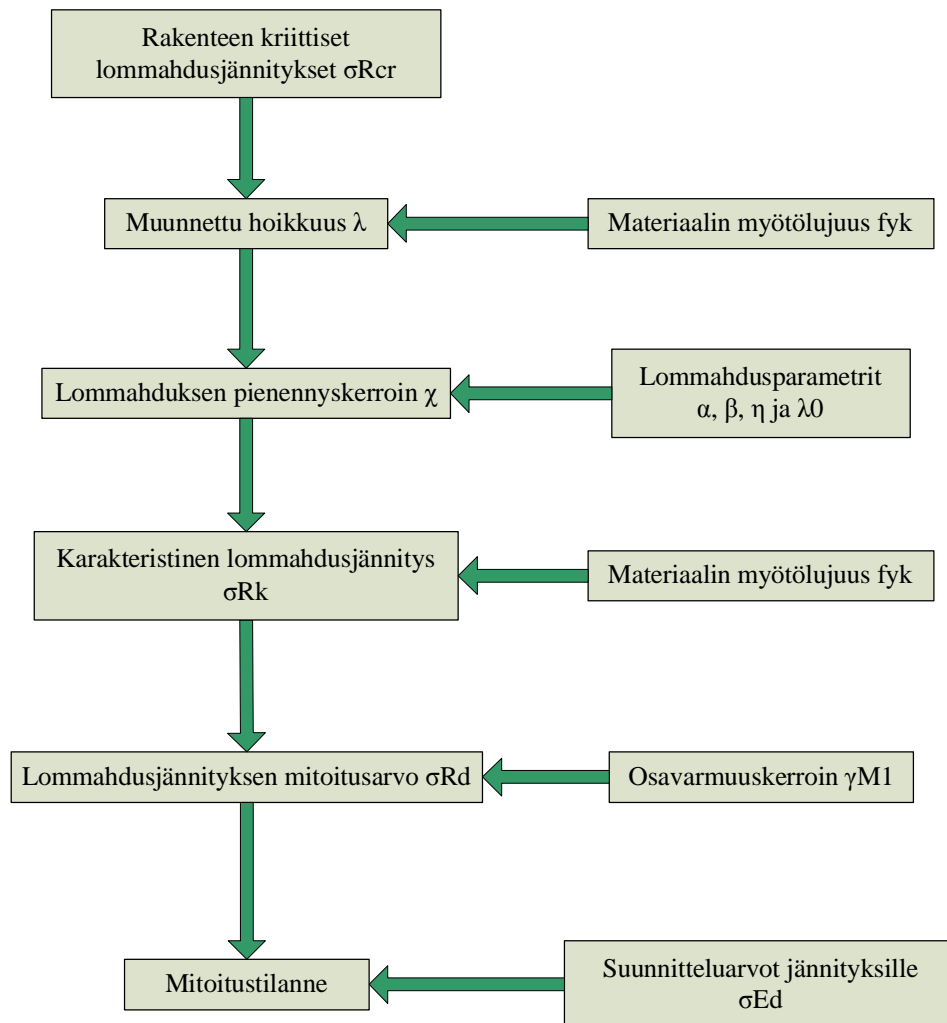 Rakenteen kriittiset
lommahdusjännitykset σRcr
Muunnettu hoikkuus λ
Materiaalin myötölujuus fyk
Lommahduksen pienennyskerroin χ
Lommahdusparametrit
α, β, η ja λ0
Karakteristinen lommahdusjännitys
σRk
Materiaalin myötölujuus fyk
Lommahdusjännityksen mitoitusarvo σRd
Osavarmuuskerroin γM1
Mitoitustilanne
Suunnitteluarvot jännityksille
σEd